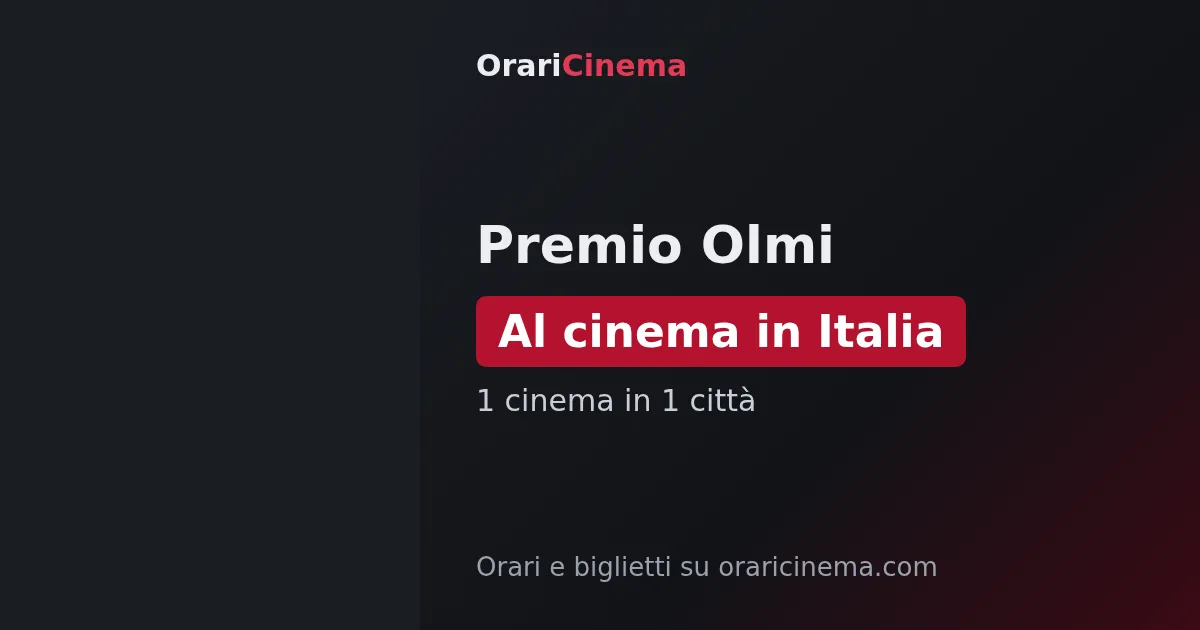 OrariCinema
Premio Olmi
Al cinema in Italia
1 cinema in 1 città
Orari e biglietti su oraricinema.com